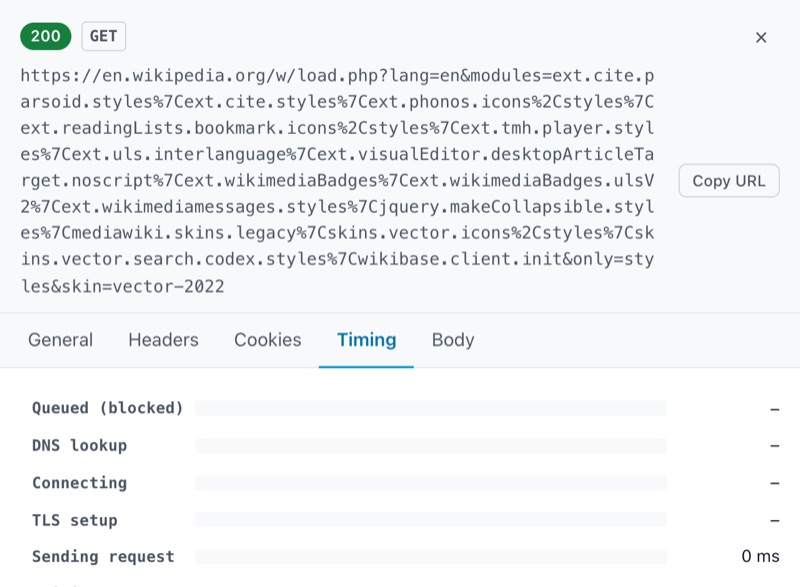 200 GET ×
https://en.wikipedia.org/w/load.php?lang=en&modules=ext.cite.p
arsoid.styles%7Cext.cite.styles%7Cext.phonos.icons%2Cstyles%7C
ext.readingLists.bookmark.icons%2Cstyles%7Cext.tmh.player.styl
es%7Cext.uls.interlanguage%7Cext.visualEditor.desktopArticleTa
rget.noscript%7Cext.wikimediaBadges%7Cext.wikimediaBadges.ulsV
2%7Cext.wikimediamessages.styles%7Cjquery.makeCollapsible.styl
es%7Cmediawiki.skins.legacy%7Cskins.vector.icons%2Cstyles%7Csk
ins.vector.search.codex.styles%7Cwikibase.client.init&only=sty
les&skin=vector-2022
Copy URL
General Headers Cookies Timing Body
Queued (blocked) –
DNS lookup –
Connecting –
TLS setup –
Sending request 0 ms